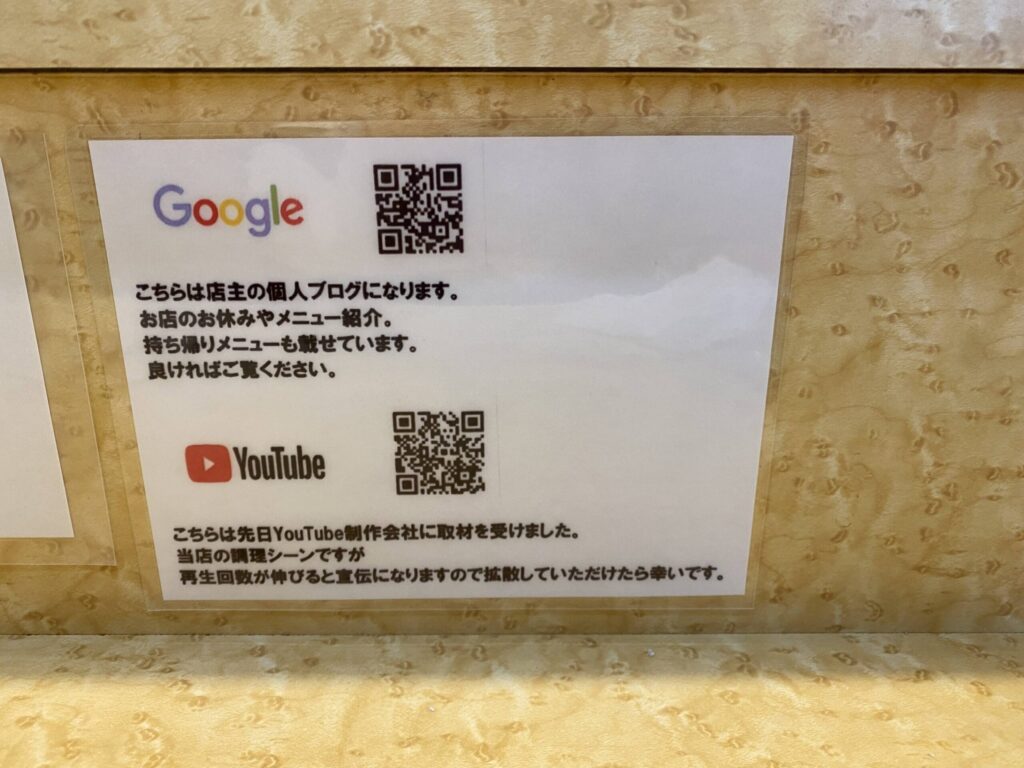 Google
こちらは店主の個人ブログになります。
お店のお休みやメニュー紹介。
持ち帰りメニューも載せています。
良ければご覧ください。
YouTube
こちらは先日YouTube制作会社に取材を受けました。
当店の調理シーンですが
再生回数が伸びると宣伝になりますので拡散していただけたら幸いです。